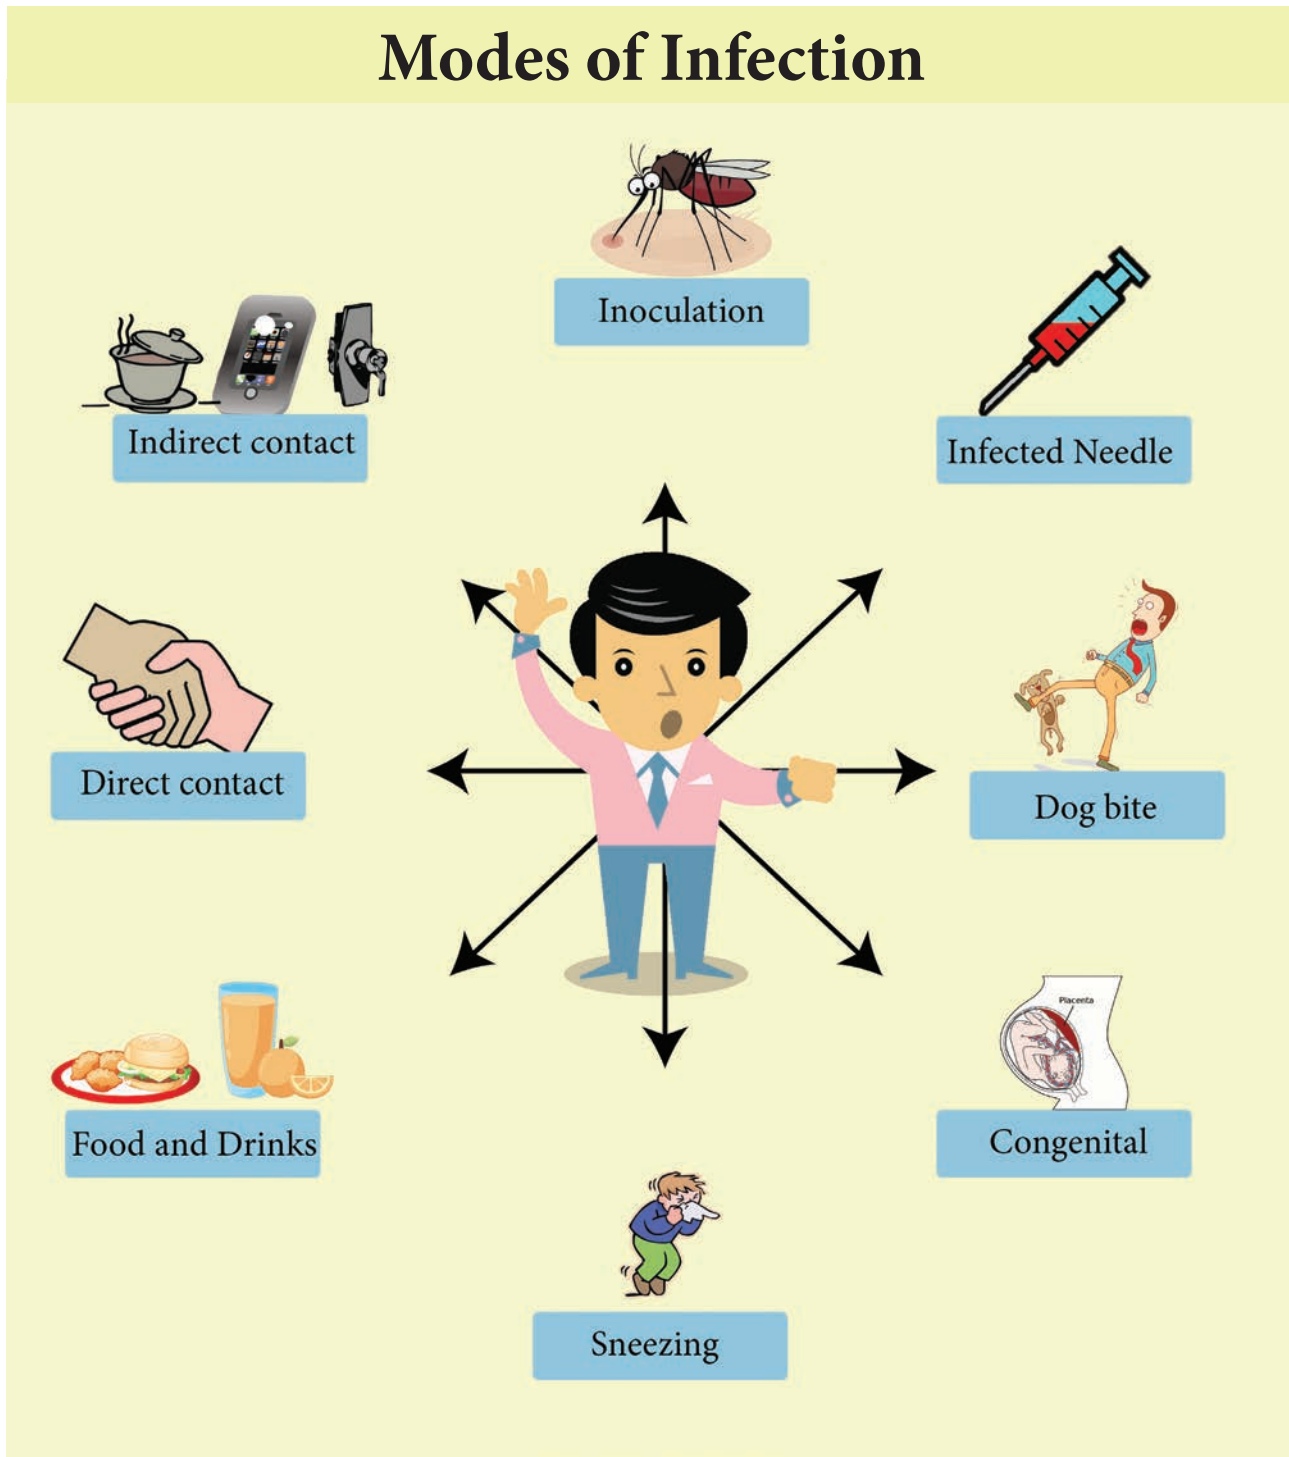 Modes of Infection
Inoculation
Indirect contact
Infected Needle
Direct contact
Dog bite
Placenta
Food and Drinks
Congenital
Sneezing